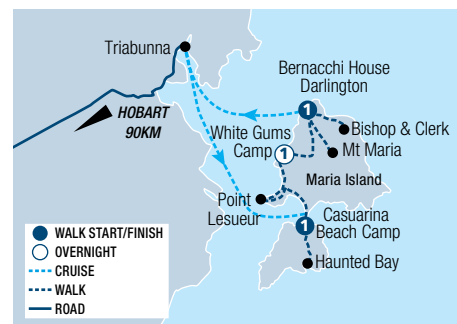 Triabunna
Bernacchi House
Darlington
HOBART
90KM
Bishop & Clerk
White Gums
Camp
1
1
Mt Maria
Maria Island
Point
Lesueur
Casuarina
Beach Camp
1
Haunted Bay
WALK START/FINISH
OVERNIGHT
CRUISE
WALK
ROAD